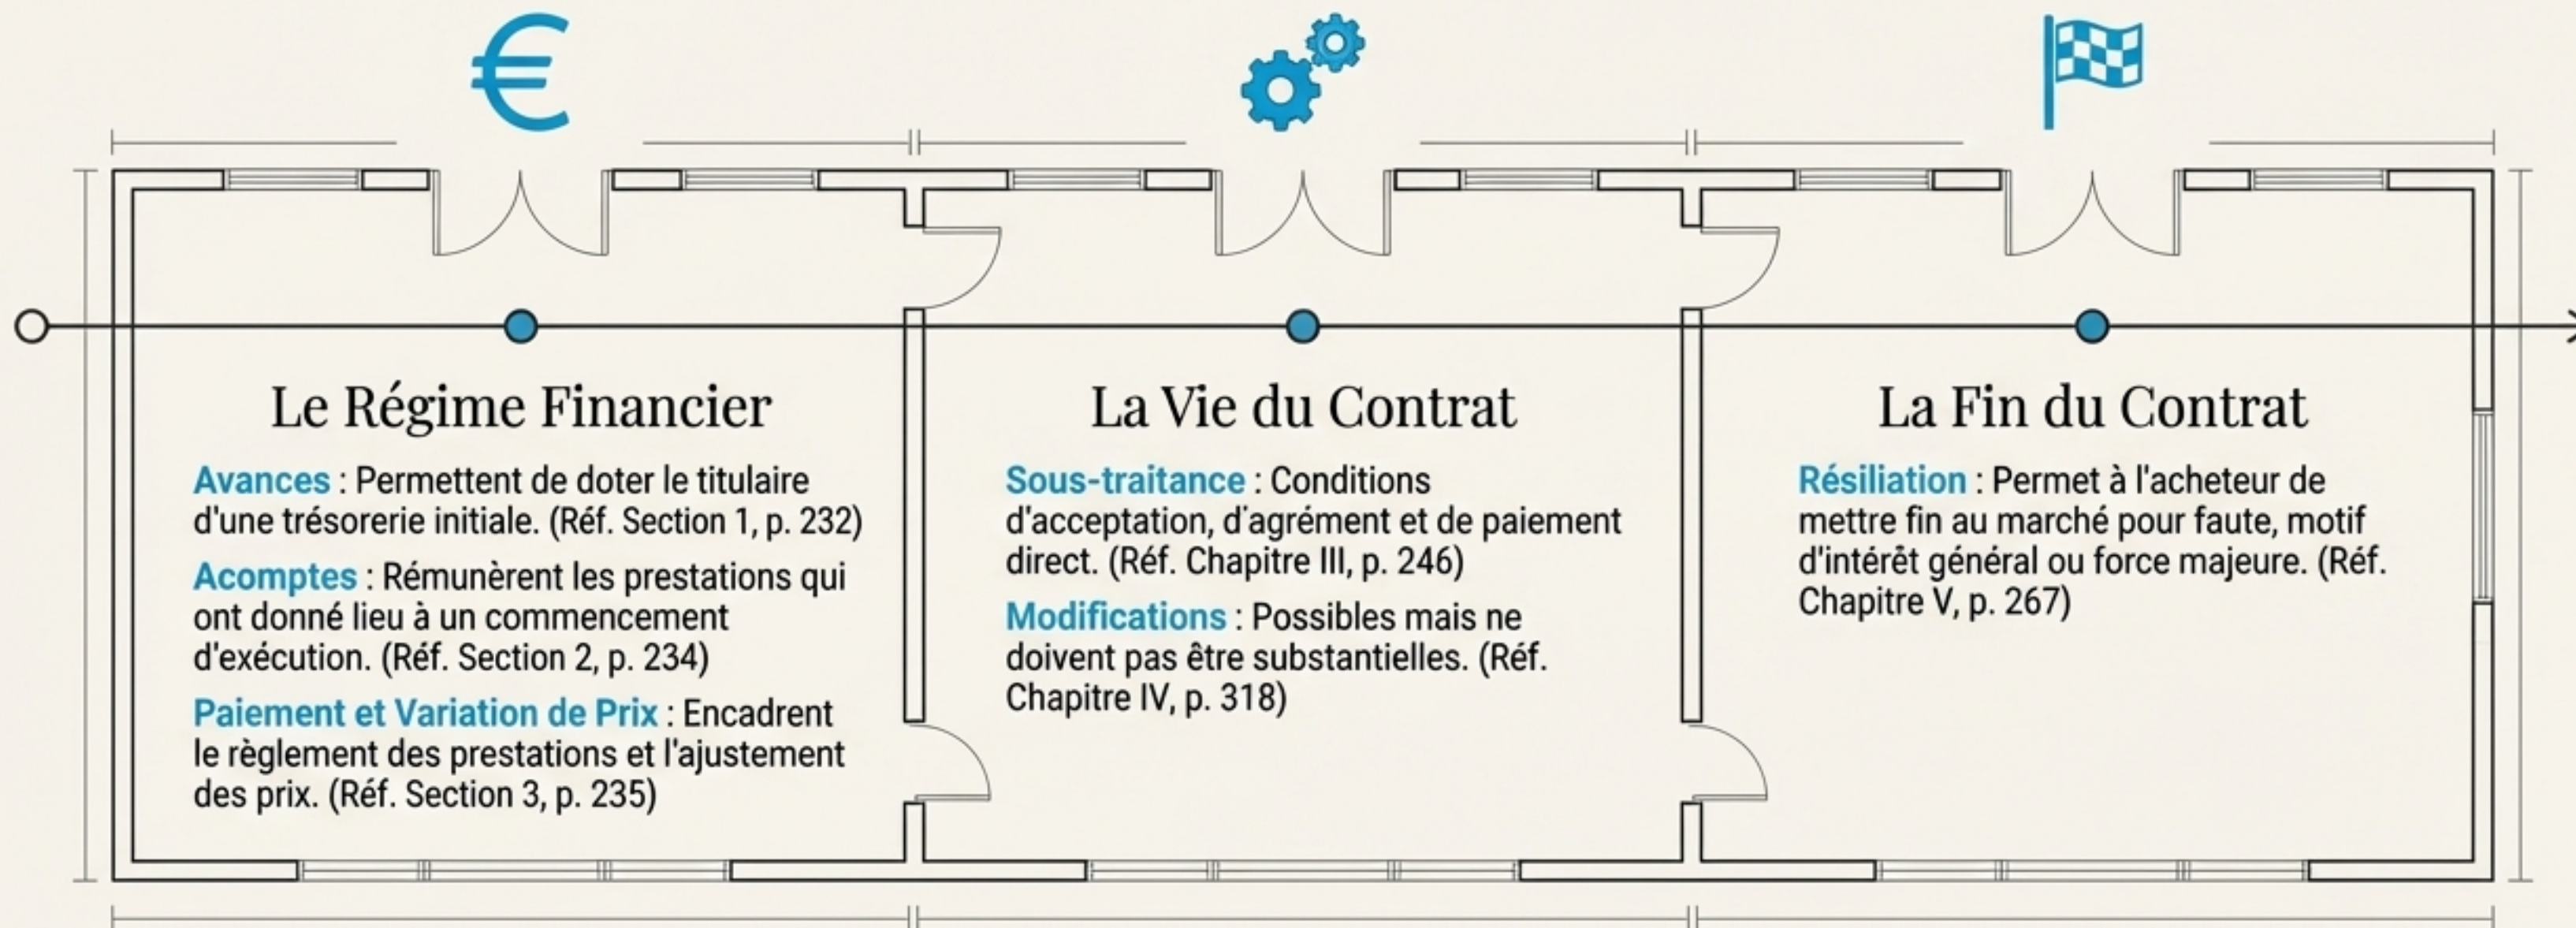 €
Le Régime Financier
Avances : Permettent de doter le titulaire
d'une trésorerie initiale. (Réf. Section 1, p. 232)
Acomptes : Rémunèrent les prestations qui
ont donné lieu à un commencement
d'exécution. (Réf. Section 2, p. 234)
Paiement et Variation de Prix : Encadrent
le règlement des prestations et l'ajustement
des prix. (Réf. Section 3, p. 235)
La Vie du Contrat
Sous-traitance : Conditions
d'acceptation, d'agrément et de paiement
direct. (Réf. Chapitre III, p. 246)
Modifications : Possibles mais ne
doivent pas être substantielles. (Réf.
Chapitre IV, p. 318)
La Fin du Contrat
Résiliation : Permet à l'acheteur de
mettre fin au marché pour faute, motif
d'intérêt général ou force majeure. (Réf.
Chapitre V, p. 267)